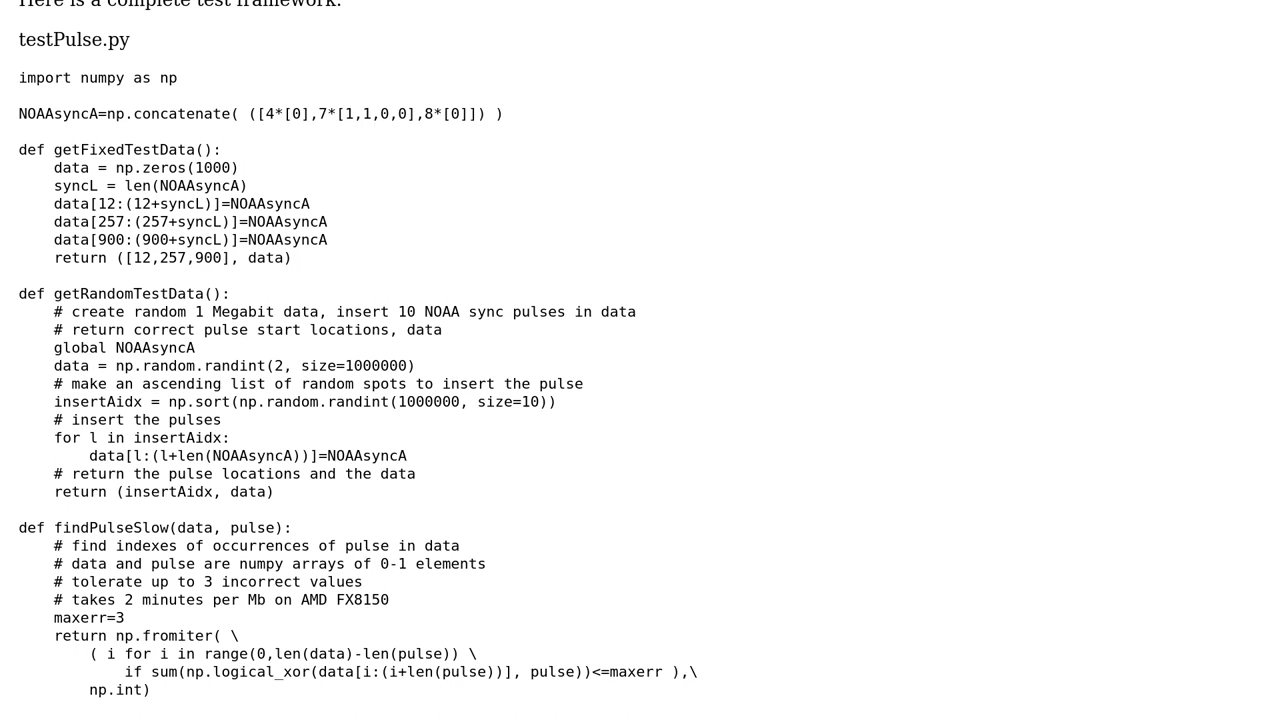 Here is a complete test framework.
testPulse.py
import numpy as np
NOAAsyncA=np.concatenate( ([4*[0],7*[1,1,0,0],8*[0]]) )
def getFixedTestData():
    data = np.zeros(1000)
    syncL = len(NOAAsyncA)
    data[12:(12+syncL)]=NOAAsyncA
    data[257:(257+syncL)]=NOAAsyncA
    data[900:(900+syncL)]=NOAAsyncA
    return ([12,257,900], data)
def getRandomTestData():
    # create random 1 Megabit data, insert 10 NOAA sync pulses in data
    # return correct pulse start locations, data
    global NOAAsyncA
    data = np.random.randint(2, size=1000000)
    # make an ascending list of random spots to insert the pulse
    insertAidx = np.sort(np.random.randint(1000000, size=10))
    # insert the pulses
    for l in insertAidx:
        data[l:(l+len(NOAAsyncA))]=NOAAsyncA
    # return the pulse locations and the data
    return (insertAidx, data)
def findPulseSlow(data, pulse):
    # find indexes of occurrences of pulse in data
    # data and pulse are numpy arrays of 0-1 elements
    # tolerate up to 3 incorrect values
    # takes 2 minutes per Mb on AMD FX8150
    maxerr=3
    return np.fromiter( \
        ( i for i in range(0,len(data)-len(pulse)) \
            if sum(np.logical_xor(data[i:(i+len(pulse))], pulse))<=maxerr ),\
        np.int)